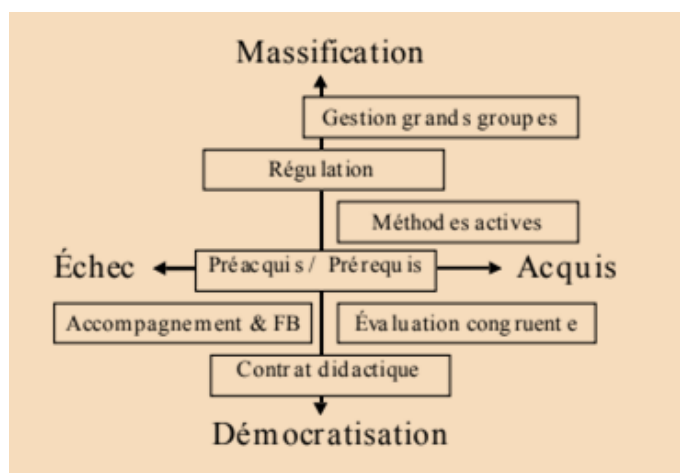 Massification
Gestion grands groupes
Régulation
Méthodes actives
Échec
Préacquis / Prérequis
Acquis
Accompagnement & FB
Évaluation congruente
Contrat didactique
Démocratisation